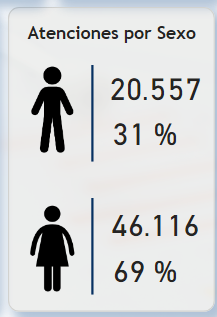 Atenciones por Sexo
20.557
31 %
46.116
69 %